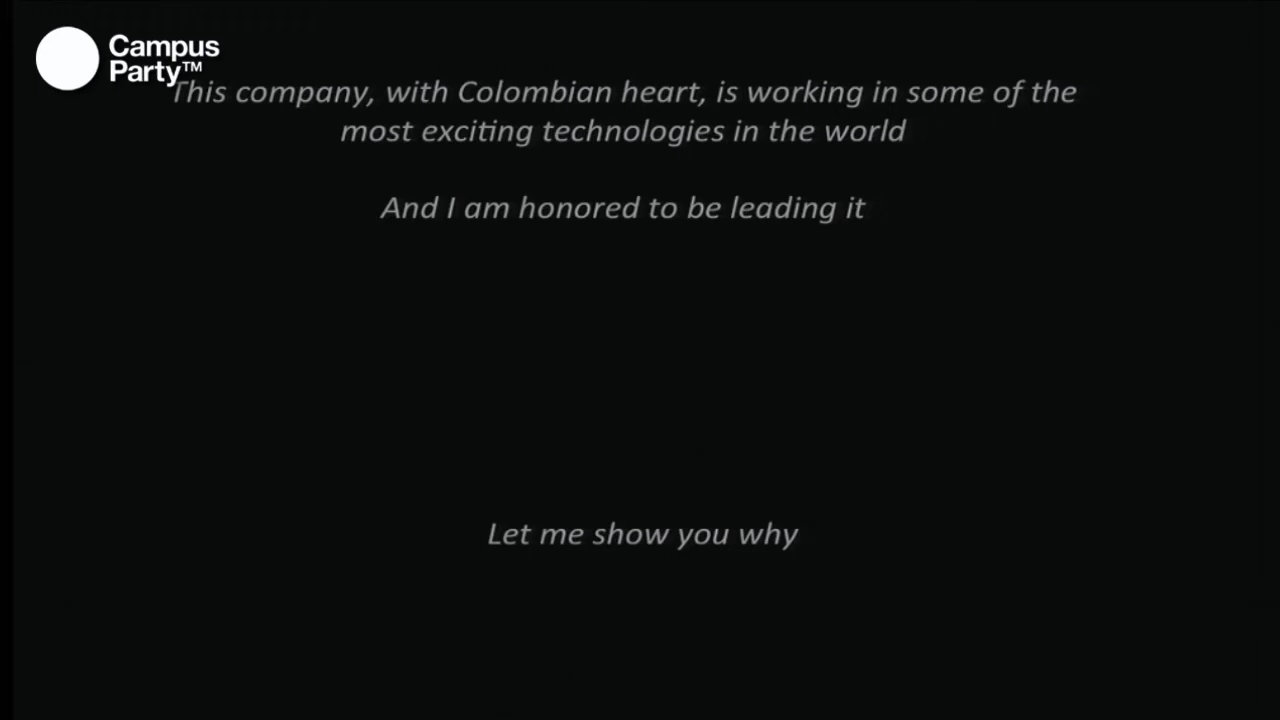 Campus
Party™
This company, with Colombian heart, is working in some of the
most exciting technologies in the world
And I am honored to be leading it
Let me show you why